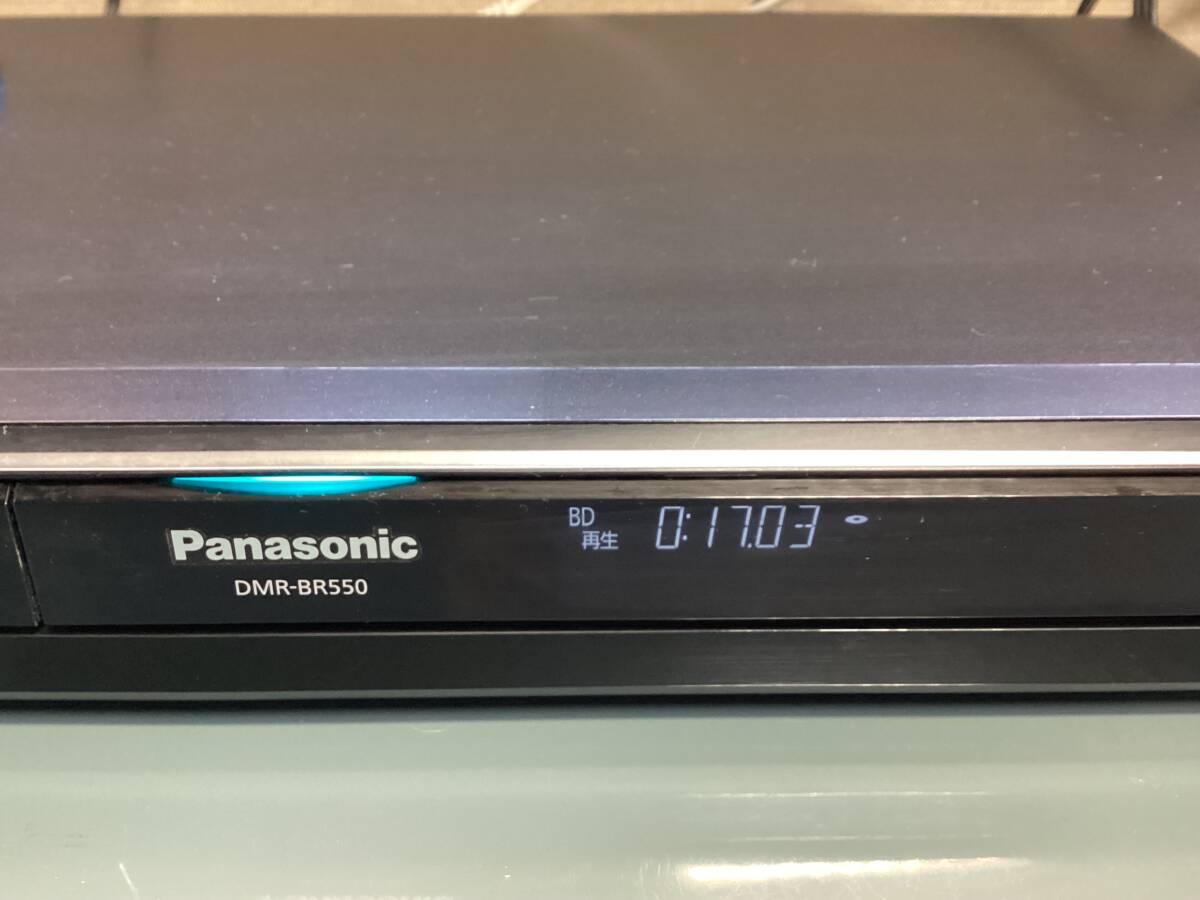 Panasonic
DMR-BR550
BD
再生
0:17.03